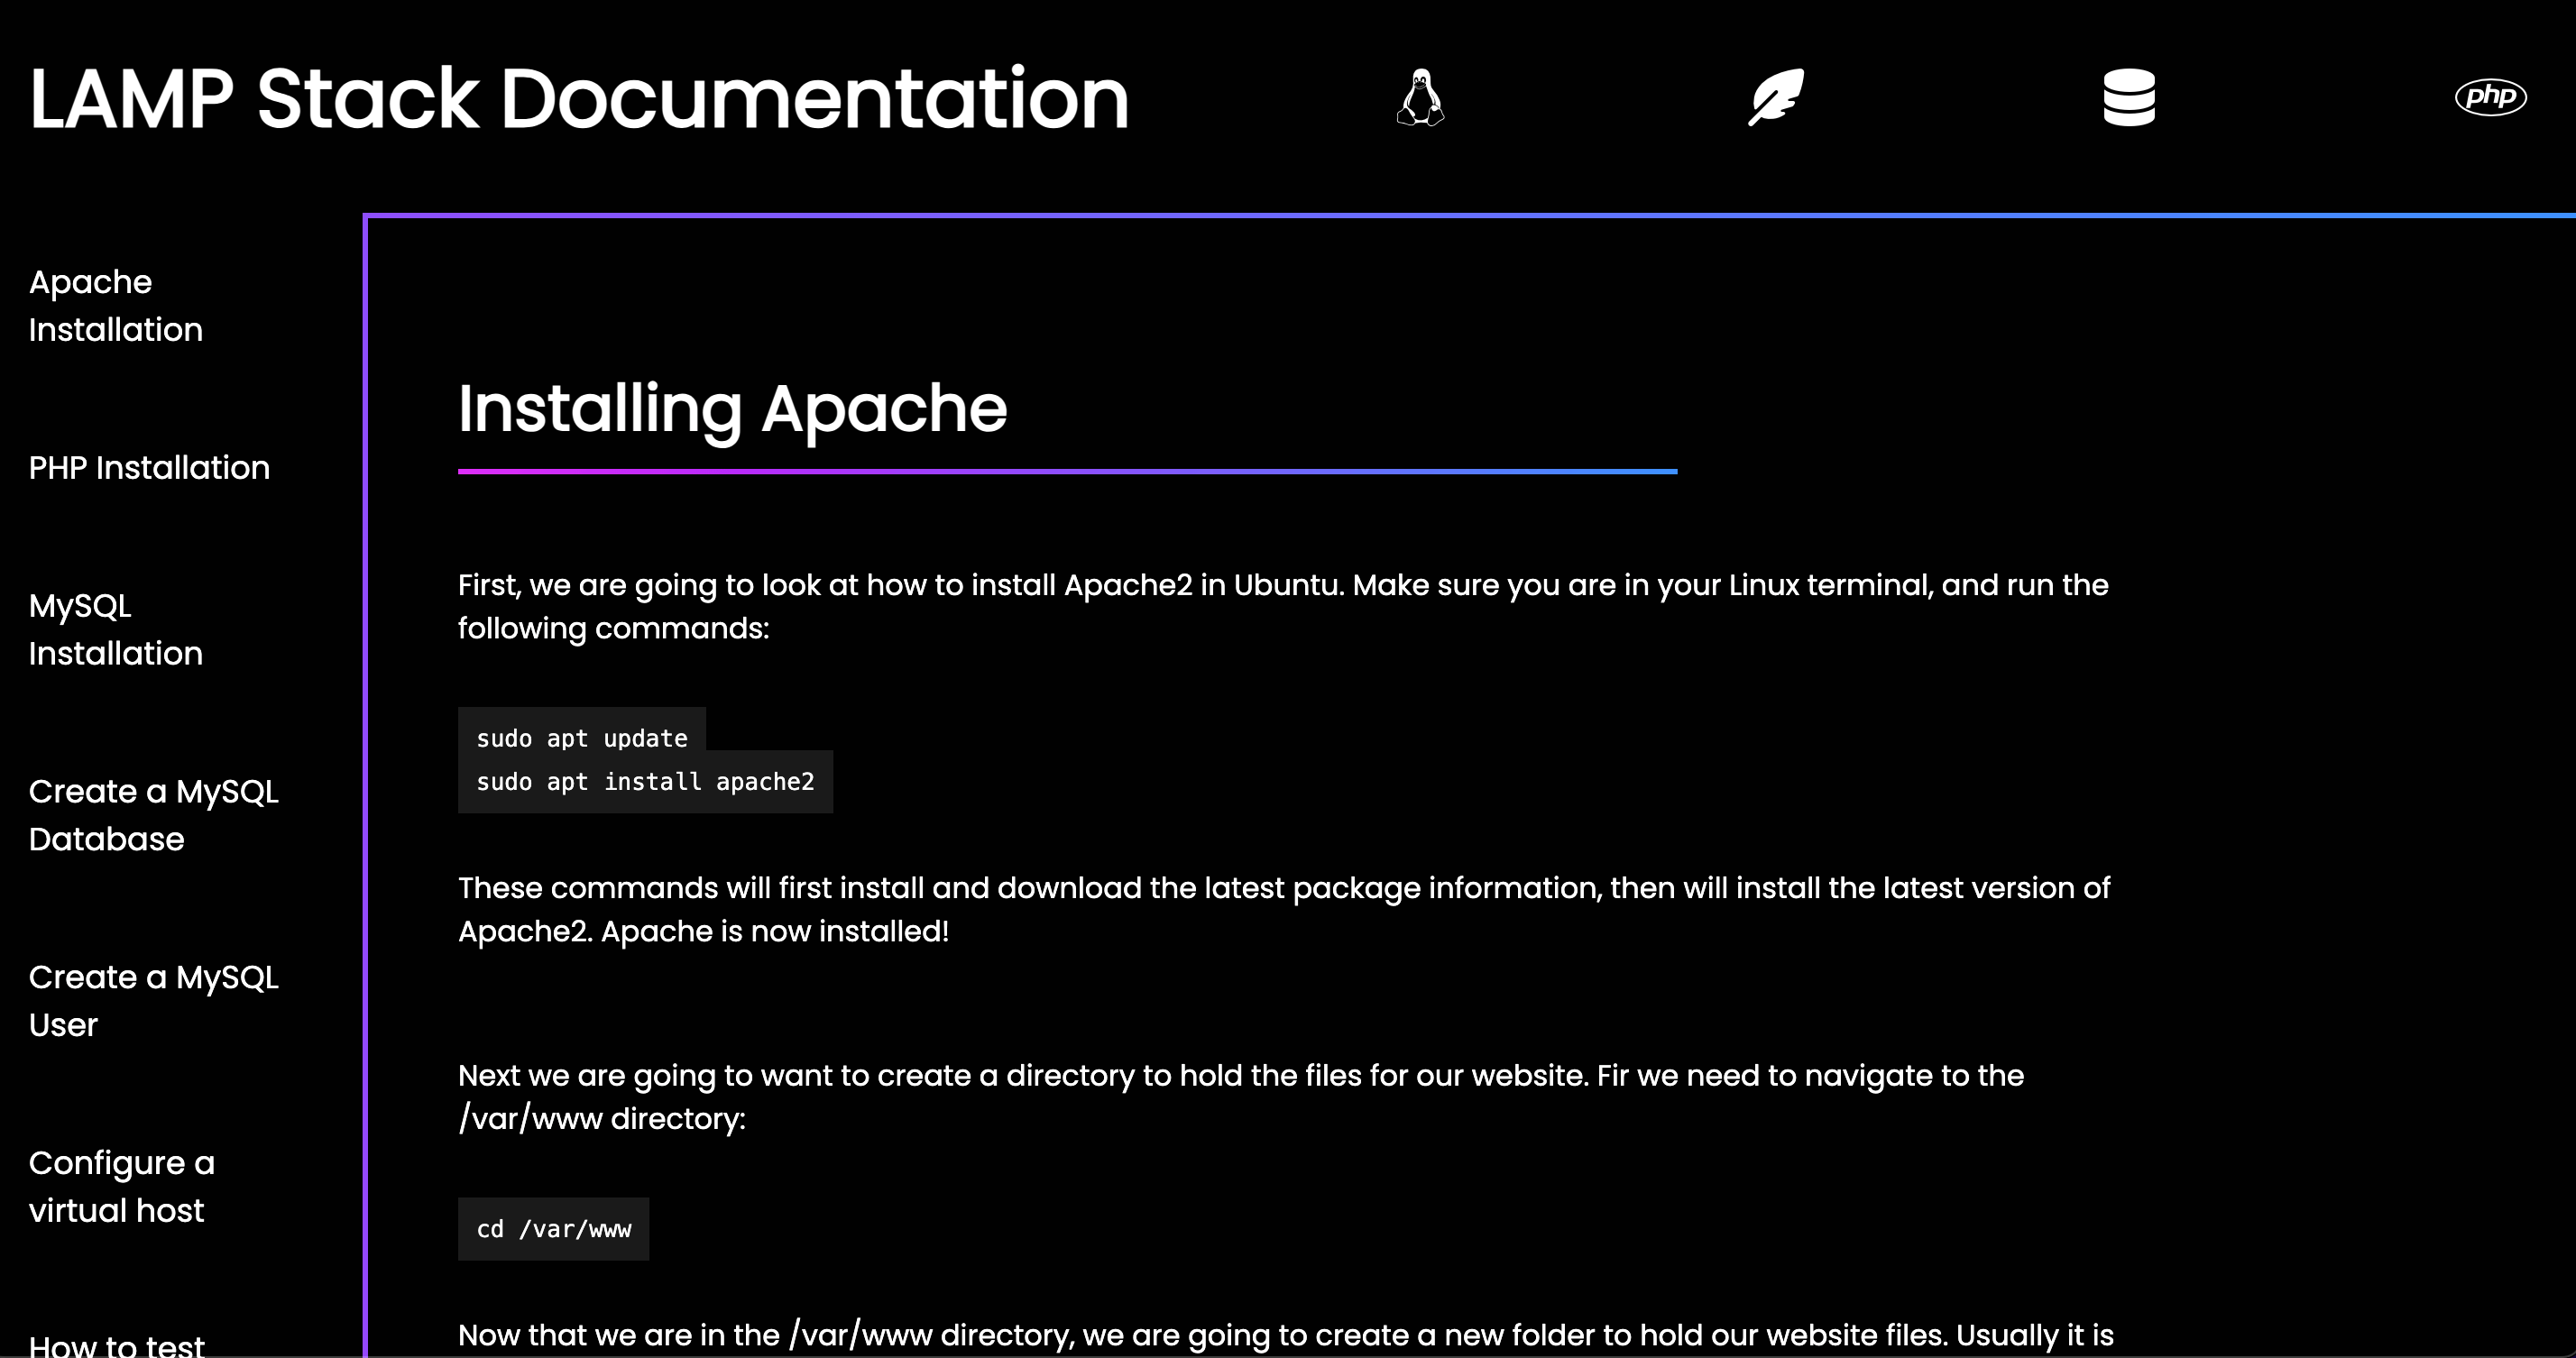 LAMP Stack Documentation
php
Apache
Installation
PHP Installation
MySQL
Installation
Create a MySQL
Database
Create a MySQL
User
Configure a
virtual host
How to test
Installing Apache
First, we are going to look at how to install Apache2 in Ubuntu. Make sure you are in your Linux terminal, and run the
following commands:
sudo apt update
sudo apt install apache2
These commands will first install and download the latest package information, then will install the latest version of
Apache2. Apache is now installed!
Next we are going to want to create a directory to hold the files for our website. Fir we need to navigate to the
/var/www directory:
cd /var/www
Now that we are in the /var/www directory, we are going to create a new folder to hold our website files. Usually it is